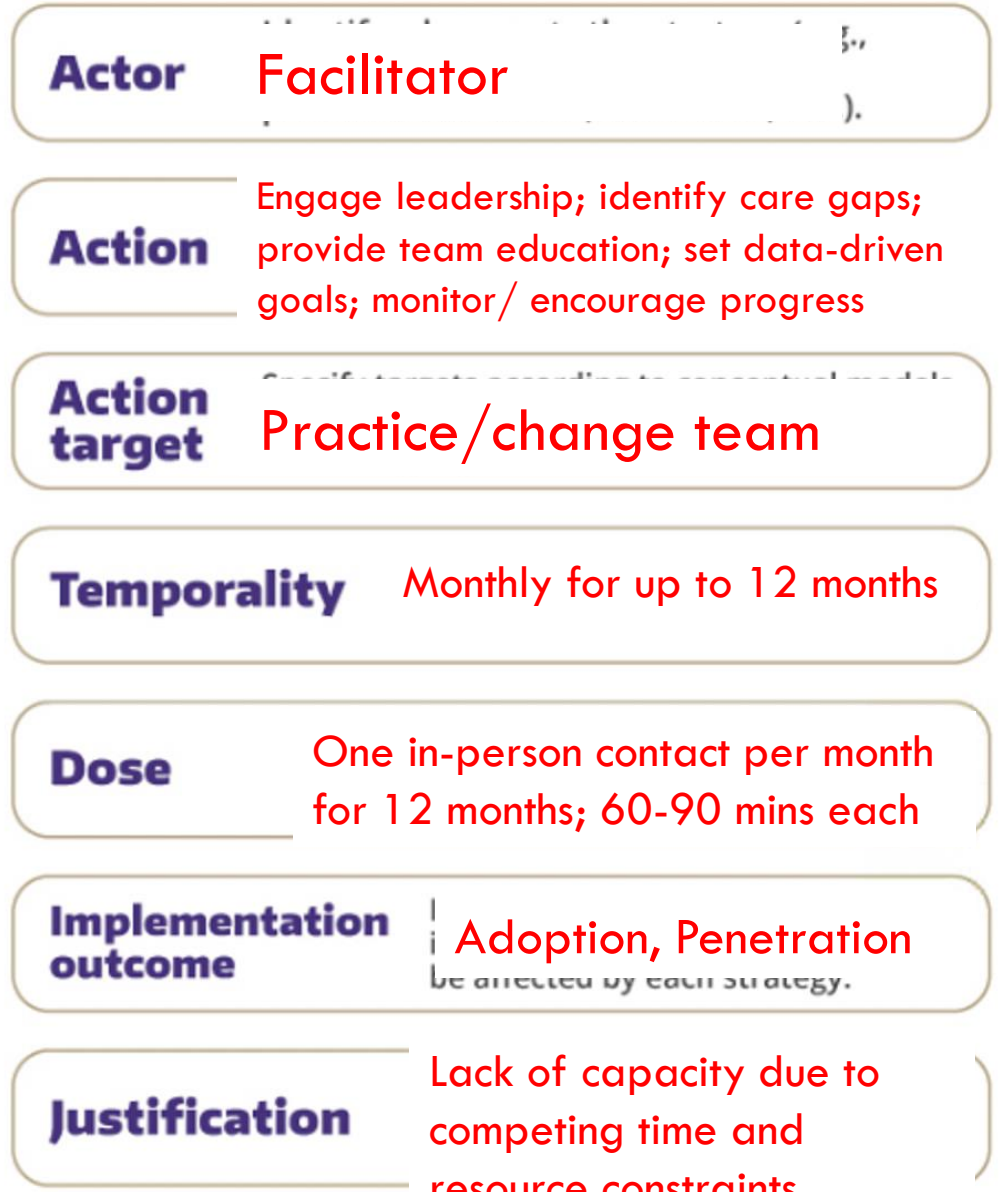 Actor
Facilitator
g.,
).
Action
Engage leadership; identify care gaps;
provide team education; set data-driven
goals; monitor/ encourage progress
Action
target
Practice/change team
Temporality
Monthly for up to 12 months
Dose
One in-person contact per month
for 12 months; 60-90 mins each
Implementation
outcome
Adoption, Penetration
be affected by each strategy.
Justification
Lack of capacity due to
competing time and
resource constraints